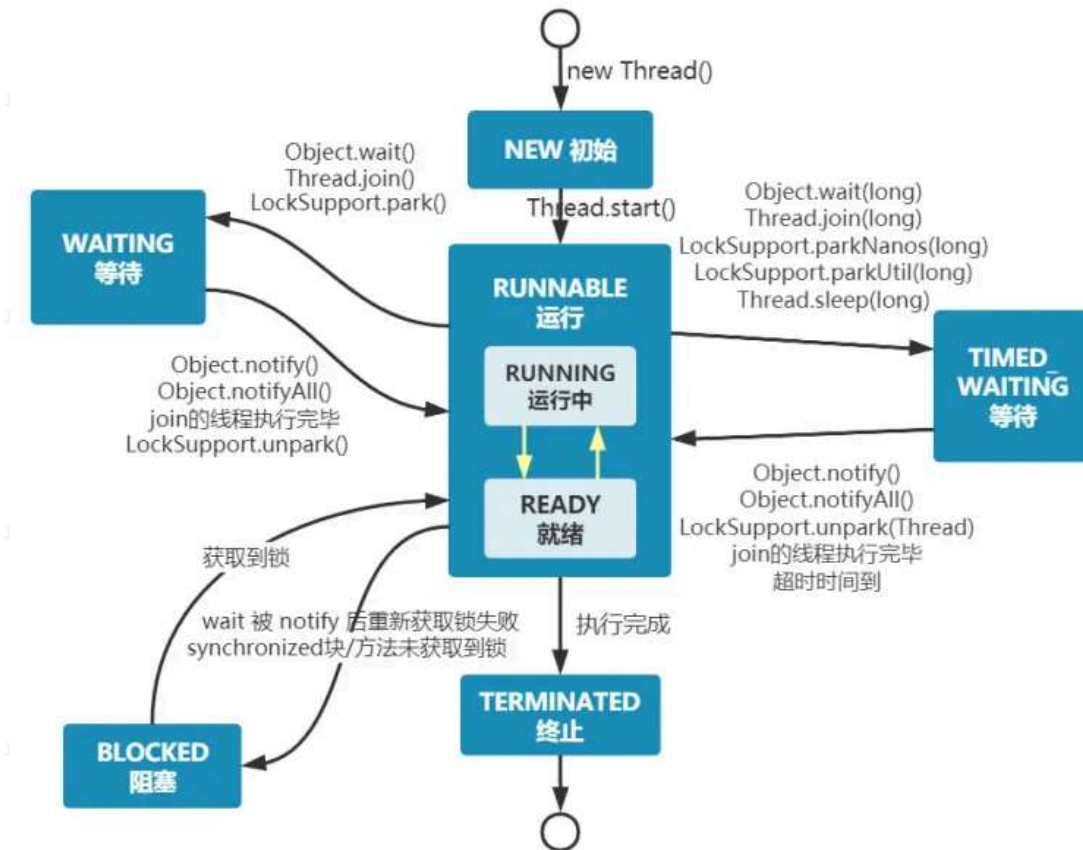 new Thread()
NEW 初始
Thread.start()
Object.wait()
Thread.join()
LockSupport.park()
WAITING
等待
Object.wait(long)
Thread.join(long)
LockSupport.parkNanos(long)
LockSupport.parkUtil(long)
Thread.sleep(long)
RUNNABLE
运行
RUNNING
运行中
READY
就绪
TIMED_
WAITING
等待
Object.notify()
Object.notifyAll()
join的线程执行完毕
LockSupport.unpark()
Object.notify()
Object.notifyAll()
LockSupport.unpark(Thread)
join的线程执行完毕
超时时间到
获取到锁
wait 被 notify 后重新获取锁失败
synchronized块/方法未获取到锁
执行完成
TERMINATED
终止
BLOCKED
阻塞